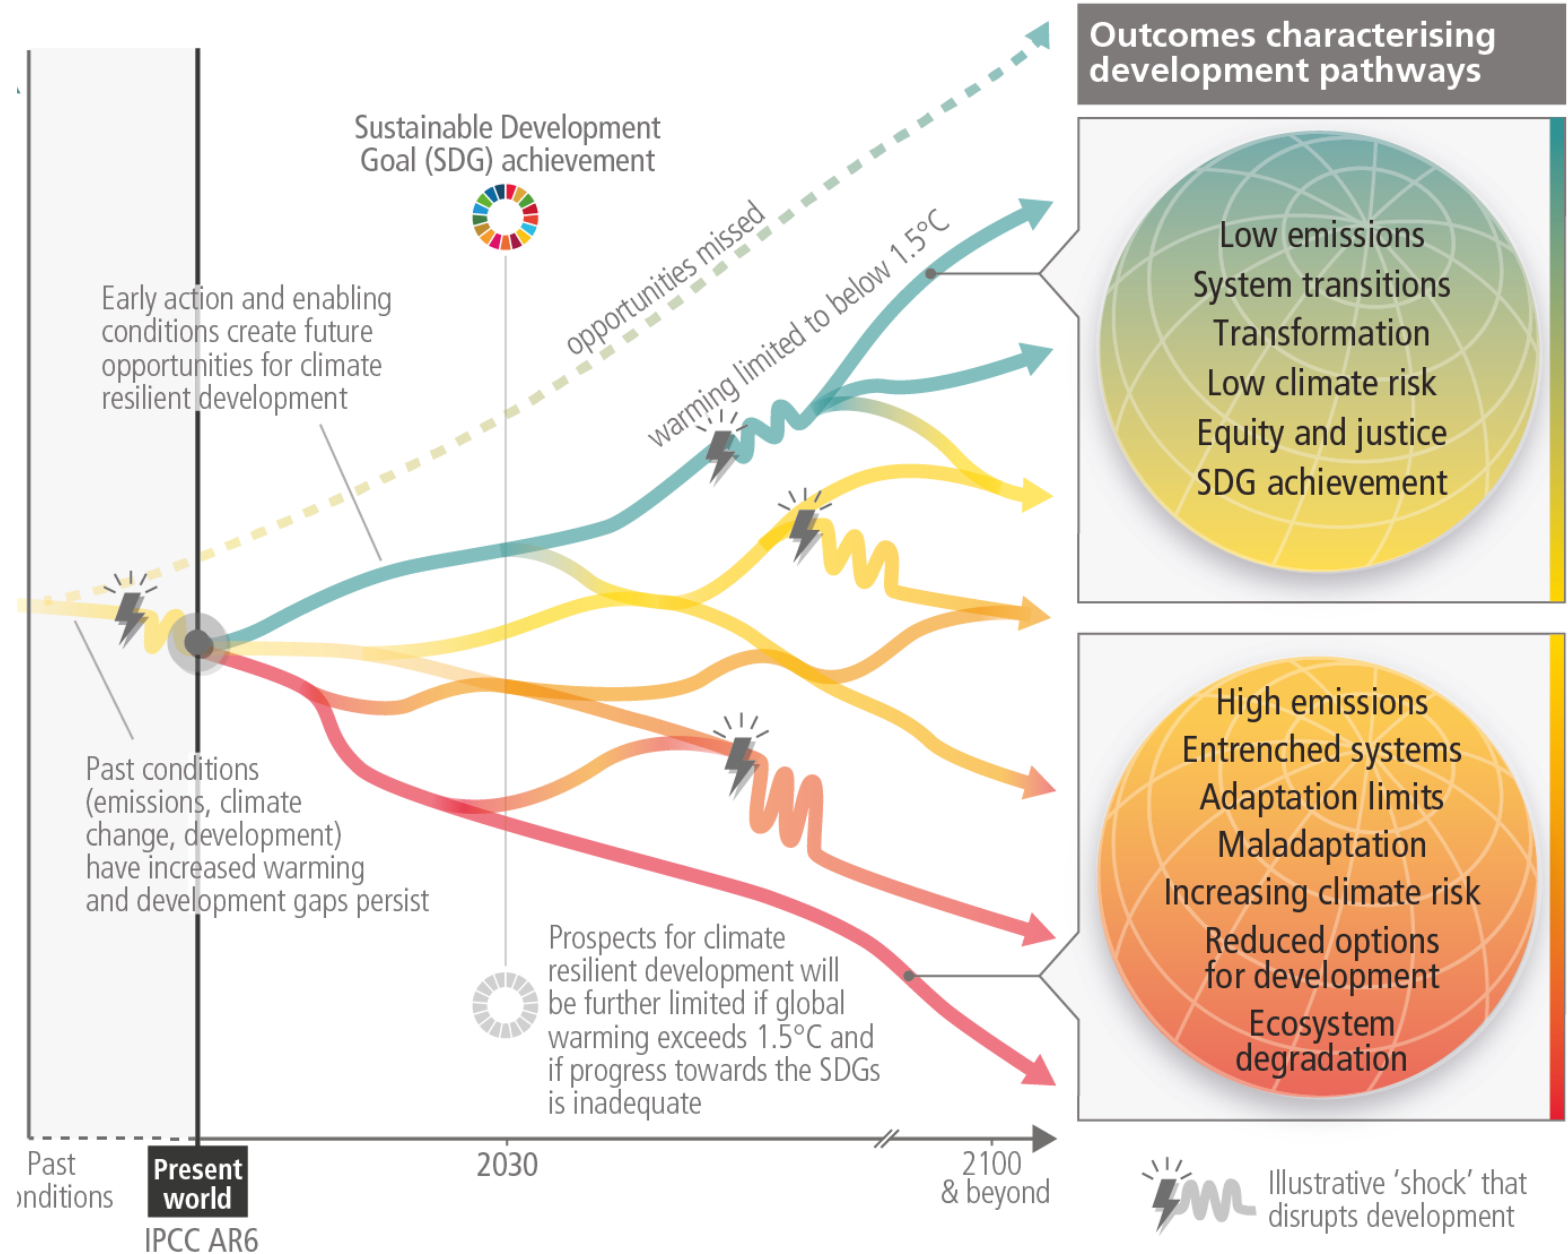 Outcomes characterising
development pathways
Sustainable Development
Goal (SDG) achievement
opportunities missed
warming limited to below 1.5°C
Early action and enabling
conditions create future
opportunities for climate
resilient development
Low emissions
System transitions
Transformation
Low climate risk
Equity and justice
SDG achievement
Past conditions
(emissions, climate
change, development)
have increased warming
and development gaps persist
Prospects for climate
resilient development will
be further limited if global
warming exceeds 1.5°C and
if progress towards the SDGs
is inadequate
High emissions
Entrenched systems
Adaptation limits
Maladaptation
Increasing climate risk
Reduced options
for development
Ecosystem
degradation
Past
onditions
Present
world
IPCC AR6
2030
2100
& beyond
Illustrative ‘shock’ that
disrupts development